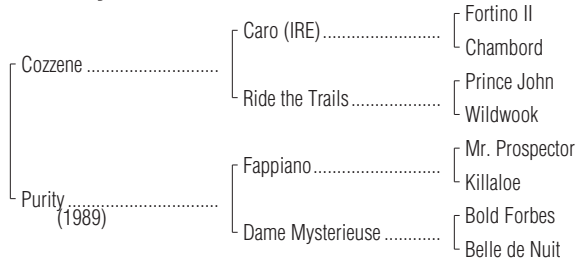 Fortino II
Caro (IRE)
Chambord
Cozzene
Prince John
Ride the Trails
Wildwook
Mr. Prospector
Fappiano
Killaloe
Purity
(1989)
Bold Forbes
Dame Mysterieuse
Belle de Nuit